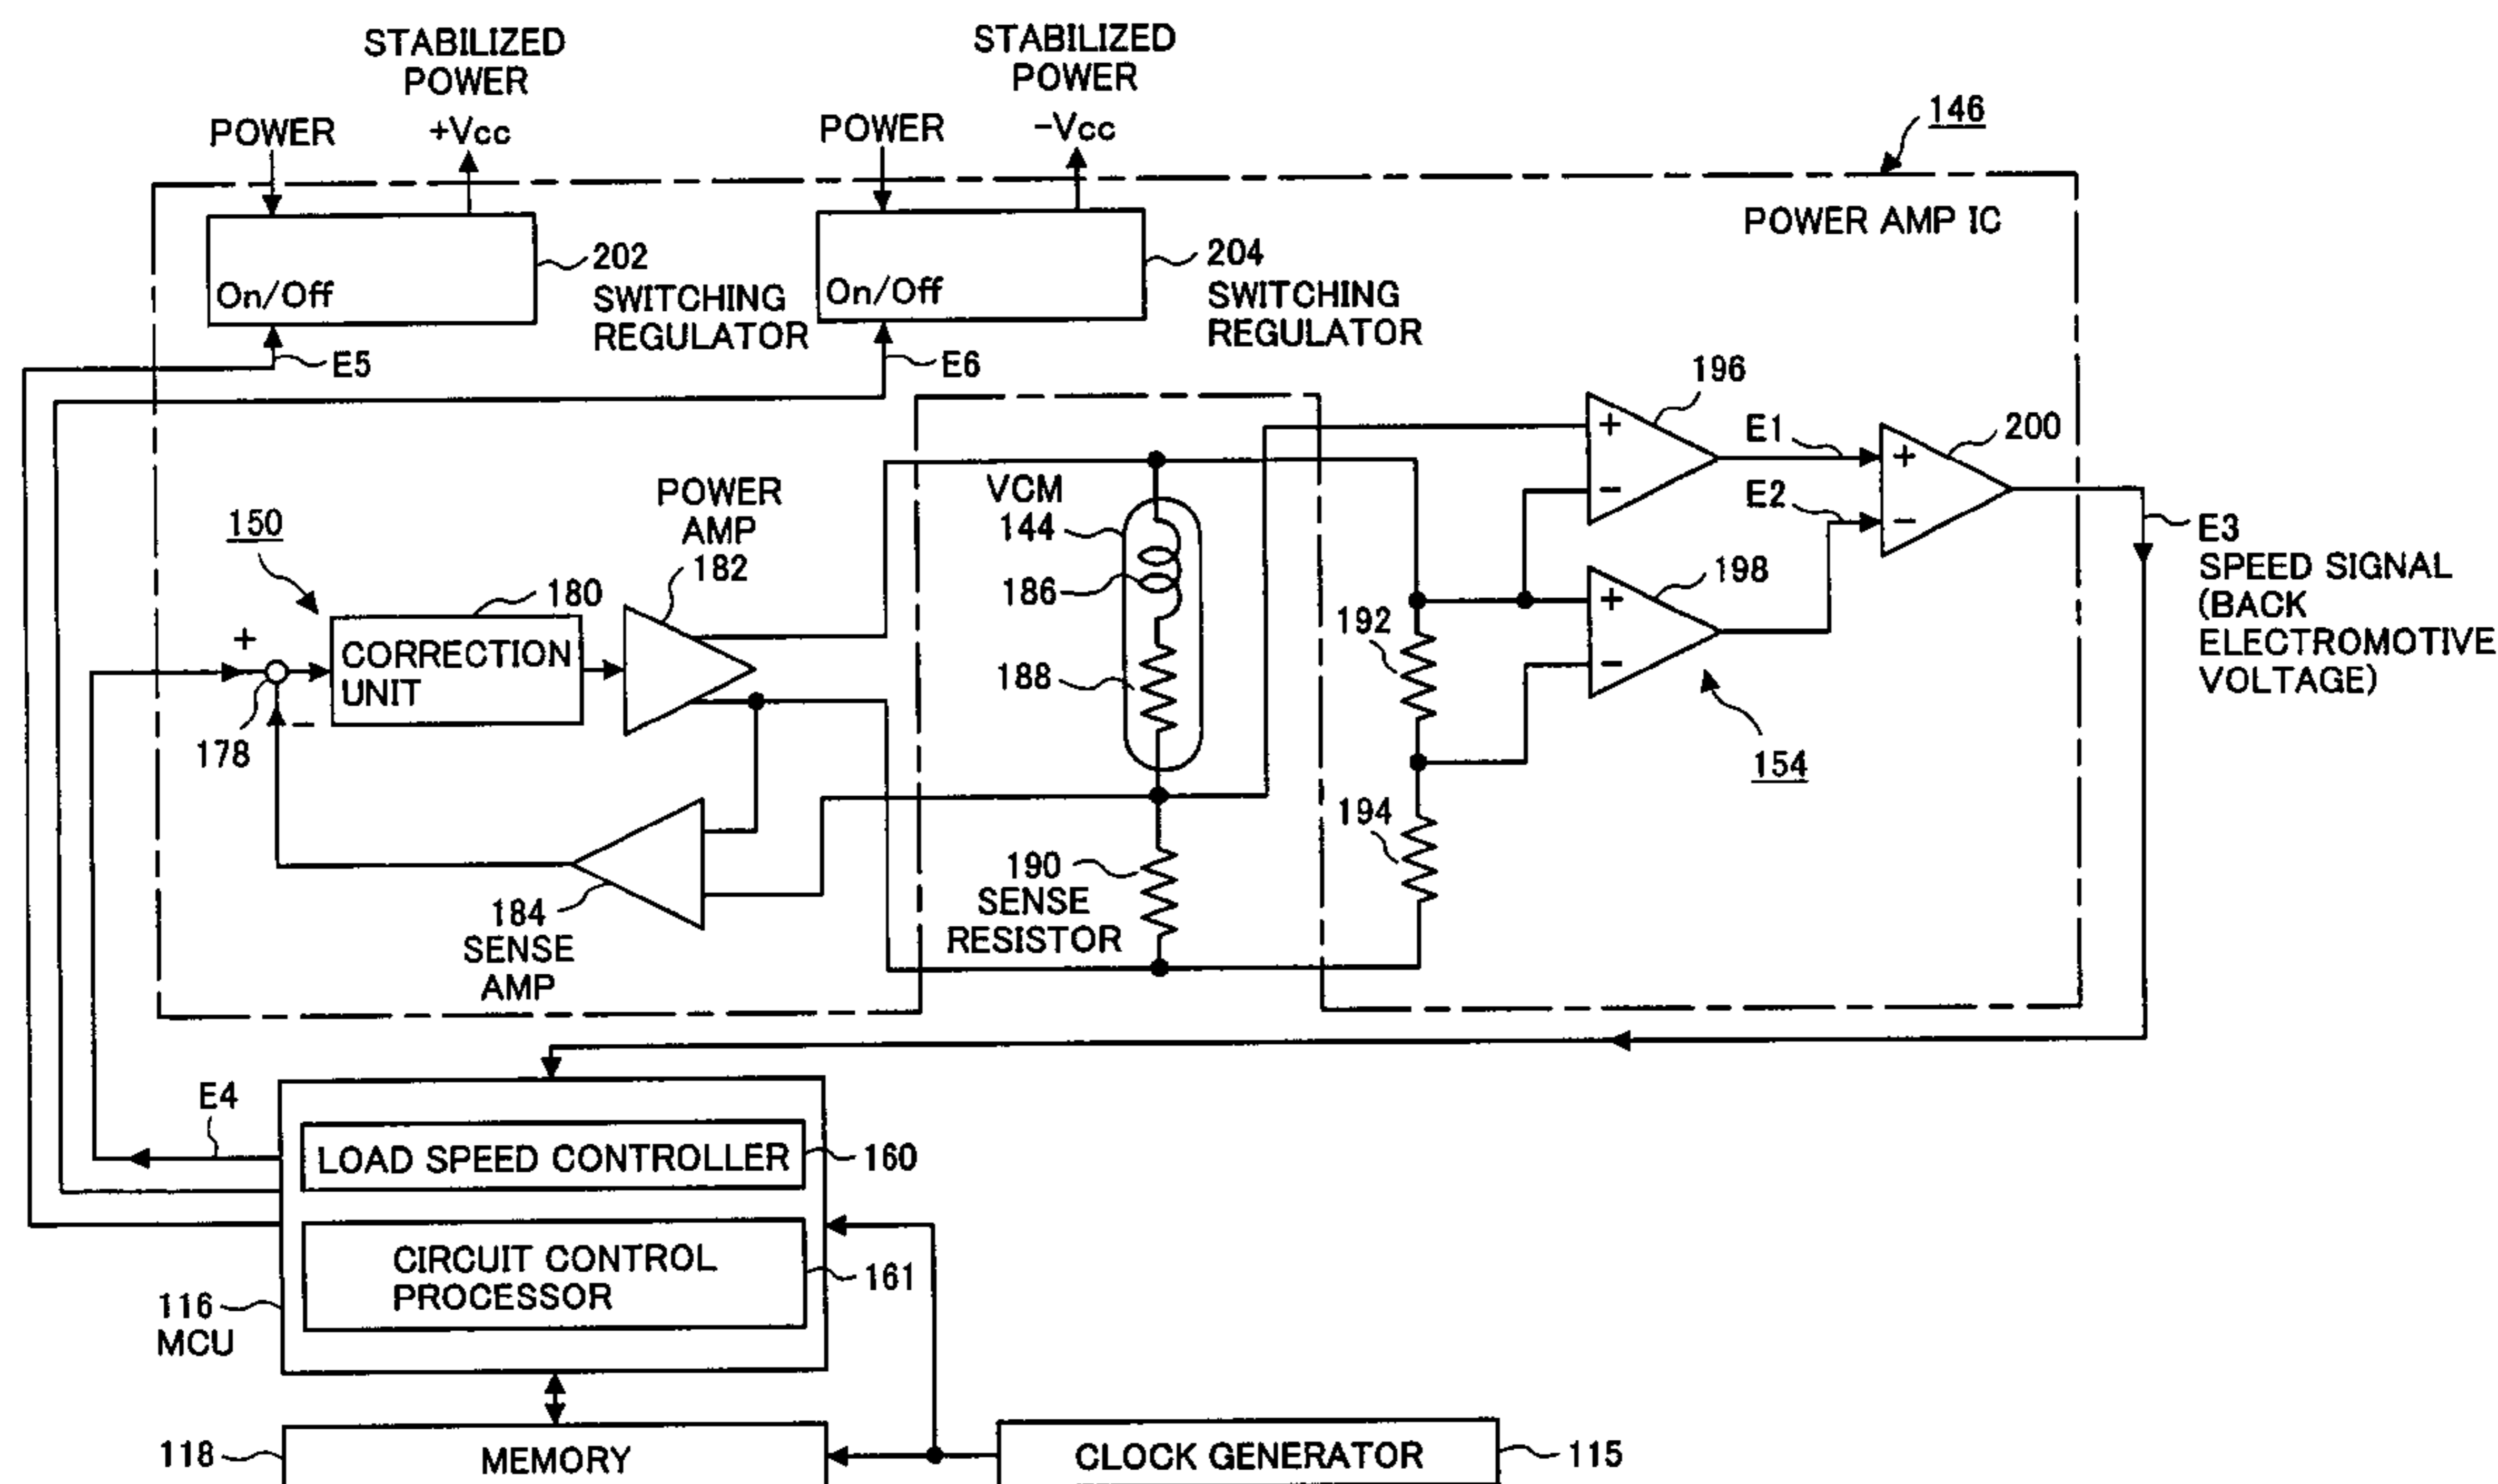 STABILIZED
POWER
STABILIZED
POWER
POWER
+Vcc
POWER
-Vcc
146
POWER AMP IC
On/Off
202
SWITCHING
REGULATOR
On/Off
204
SWITCHING
REGULATOR
E5
E6
196
E1
200
E2
E3
SPEED SIGNAL
(BACK
ELECTROMOTIVE
VOLTAGE)
+
-
+
-
+
-
198
154
192
194
VCM
144
186
188
190
SENSE
RESISTOR
POWER
AMP
182
150
180
CORRECTION
UNIT
+
-
178
184
SENSE
AMP
E4
LOAD SPEED CONTROLLER
160
CIRCUIT CONTROL
PROCESSOR
161
116
MCU
118
MEMORY
CLOCK GENERATOR
115